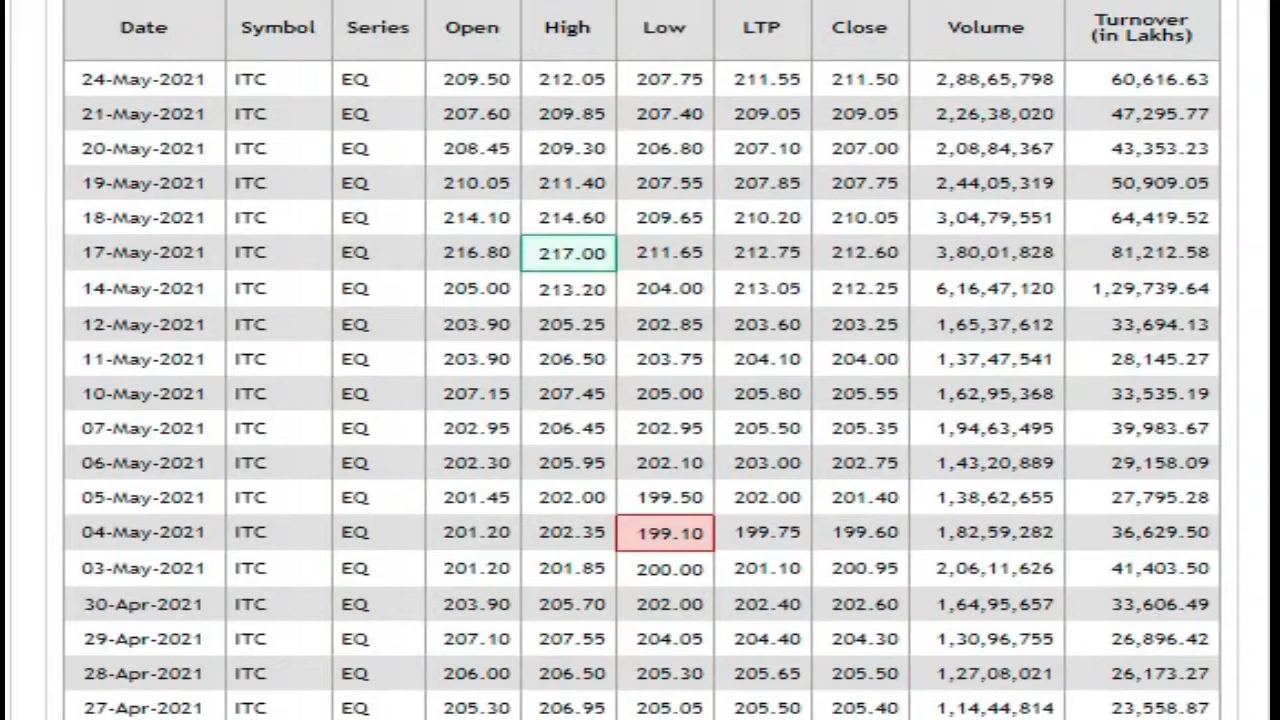 Date Symbol Series Open High Low LTP Close Volume Turnover (in Lakhs)
24-May-2021 ITC EQ 209.50 212.05 207.75 211.55 211.50 2,88,65,798 60,616.63
21-May-2021 ITC EQ 207.60 209.85 207.40 209.05 209.05 2,26,38,020 47,295.77
20-May-2021 ITC EQ 208.45 209.30 206.80 207.10 207.00 2,08,84,367 43,353.23
19-May-2021 ITC EQ 210.05 211.40 207.55 207.85 207.75 2,44,05,319 50,909.05
18-May-2021 ITC EQ 214.10 214.60 209.65 210.20 210.05 3,04,79,551 64,419.52
17-May-2021 ITC EQ 216.80 217.00 211.65 212.75 212.60 3,80,01,828 81,212.58
14-May-2021 ITC EQ 205.00 213.20 204.00 213.05 212.25 6,16,47,120 1,29,739.64
12-May-2021 ITC EQ 203.90 205.25 202.85 203.60 203.25 1,65,37,612 33,694.13
11-May-2021 ITC EQ 203.90 206.50 203.75 204.10 204.00 1,37,47,541 28,145.27
10-May-2021 ITC EQ 207.15 207.45 205.00 205.80 205.55 1,62,95,368 33,535.19
07-May-2021 ITC EQ 202.95 206.45 202.95 205.50 205.35 1,94,63,495 39,983.67
06-May-2021 ITC EQ 202.30 205.95 202.10 203.00 202.75 1,43,20,889 29,158.09
05-May-2021 ITC EQ 201.45 202.00 199.50 202.00 201.40 1,38,62,655 27,795.28
04-May-2021 ITC EQ 201.20 202.35 199.10 199.75 199.60 1,82,59,282 36,629.50
03-May-2021 ITC EQ 201.20 201.85 200.00 201.10 200.95 2,06,11,626 41,403.50
30-Apr-2021 ITC EQ 203.90 205.70 202.00 202.40 202.60 1,64,95,657 33,606.49
29-Apr-2021 ITC EQ 207.10 207.55 204.05 204.40 204.30 1,30,96,755 26,896.42
28-Apr-2021 ITC EQ 206.00 206.50 205.30 205.65 205.50 1,27,08,021 26,173.27
27-Apr-2021 ITC EQ 205.30 206.95 205.05 205.50 205.40 1,14,44,814 23,558.87